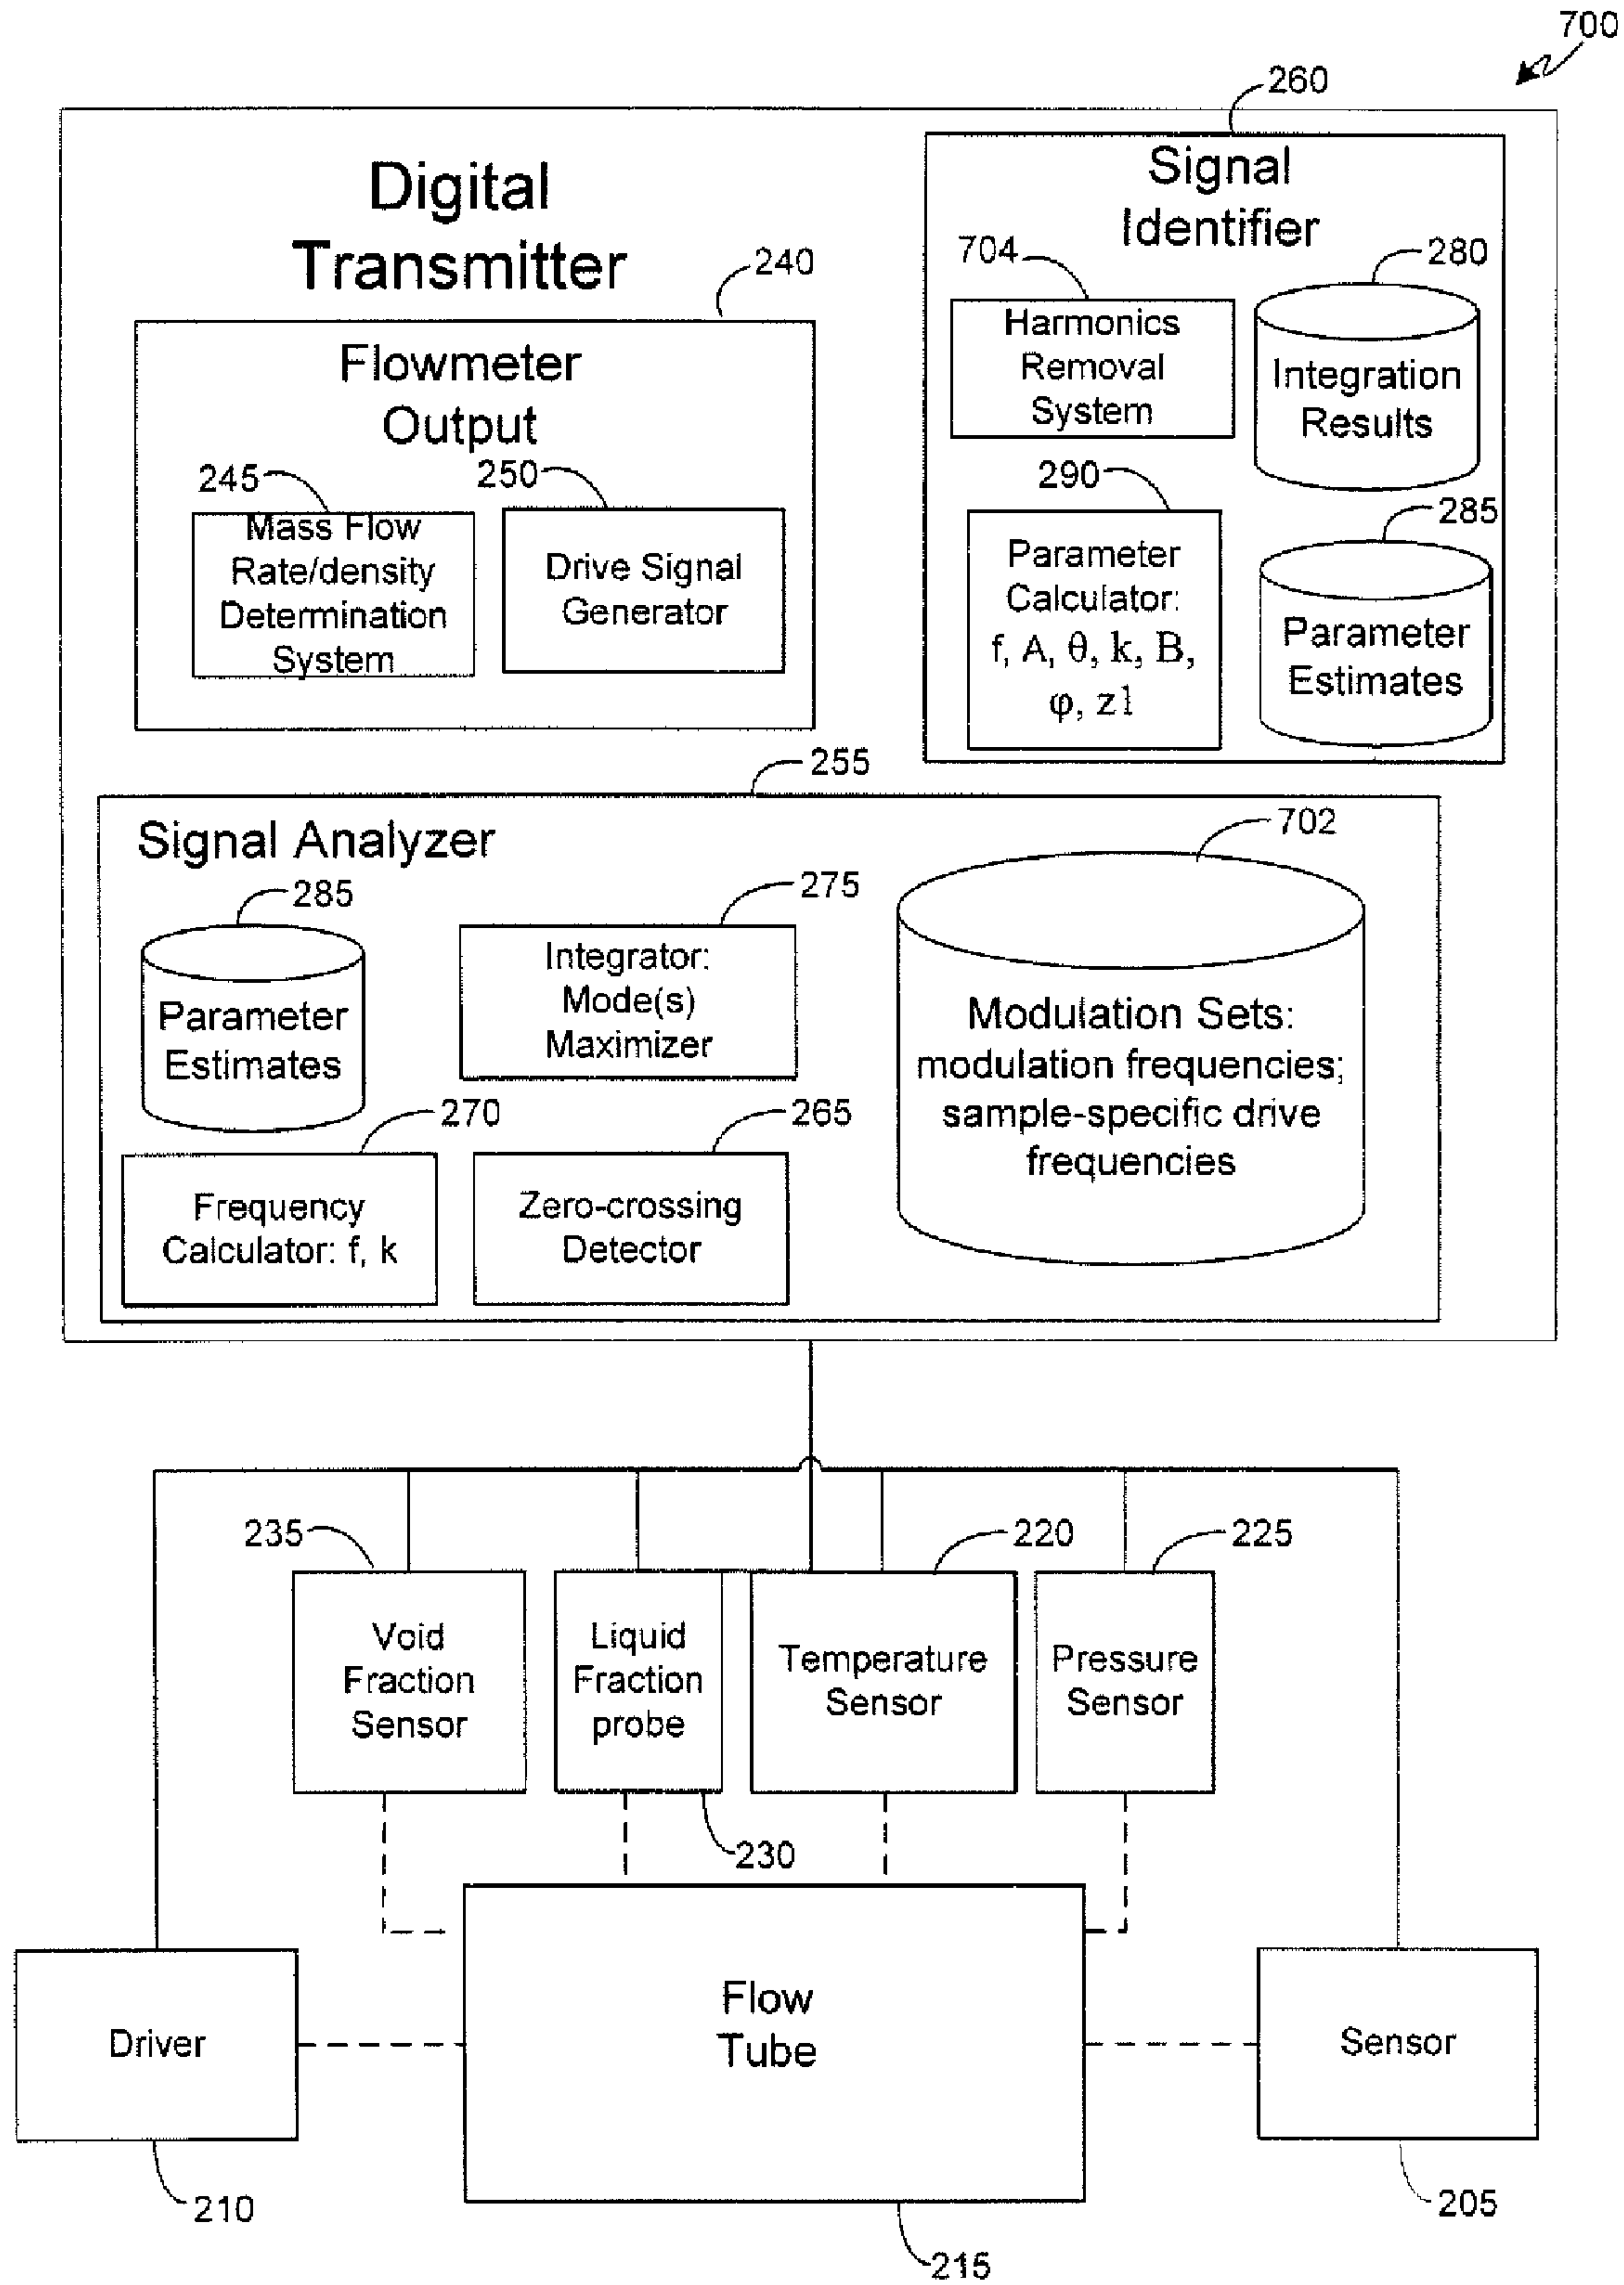 700
260
Digital
Transmitter
Signal
Identifier
240
704
280
Flowmeter
Output
Harmonics
Removal
System
Integration
Results
245
250
290
285
Mass Flow
Rate/density
Determination
System
Drive Signal
Generator
Parameter
Calculator:
f, A, θ, k, B,
φ, z1
Parameter
Estimates
255
Signal Analyzer
702
285
275
Parameter
Estimates
Integrator:
Mode(s)
Maximizer
Modulation Sets:
modulation frequencies;
sample-specific drive
frequencies
270
265
Frequency
Calculator: f, k
Zero-crossing
Detector
235
220
225
Void
Fraction
Sensor
Liquid
Fraction
probe
Temperature
Sensor
Pressure
Sensor
230
Driver
Flow
Tube
Sensor
210
215
205